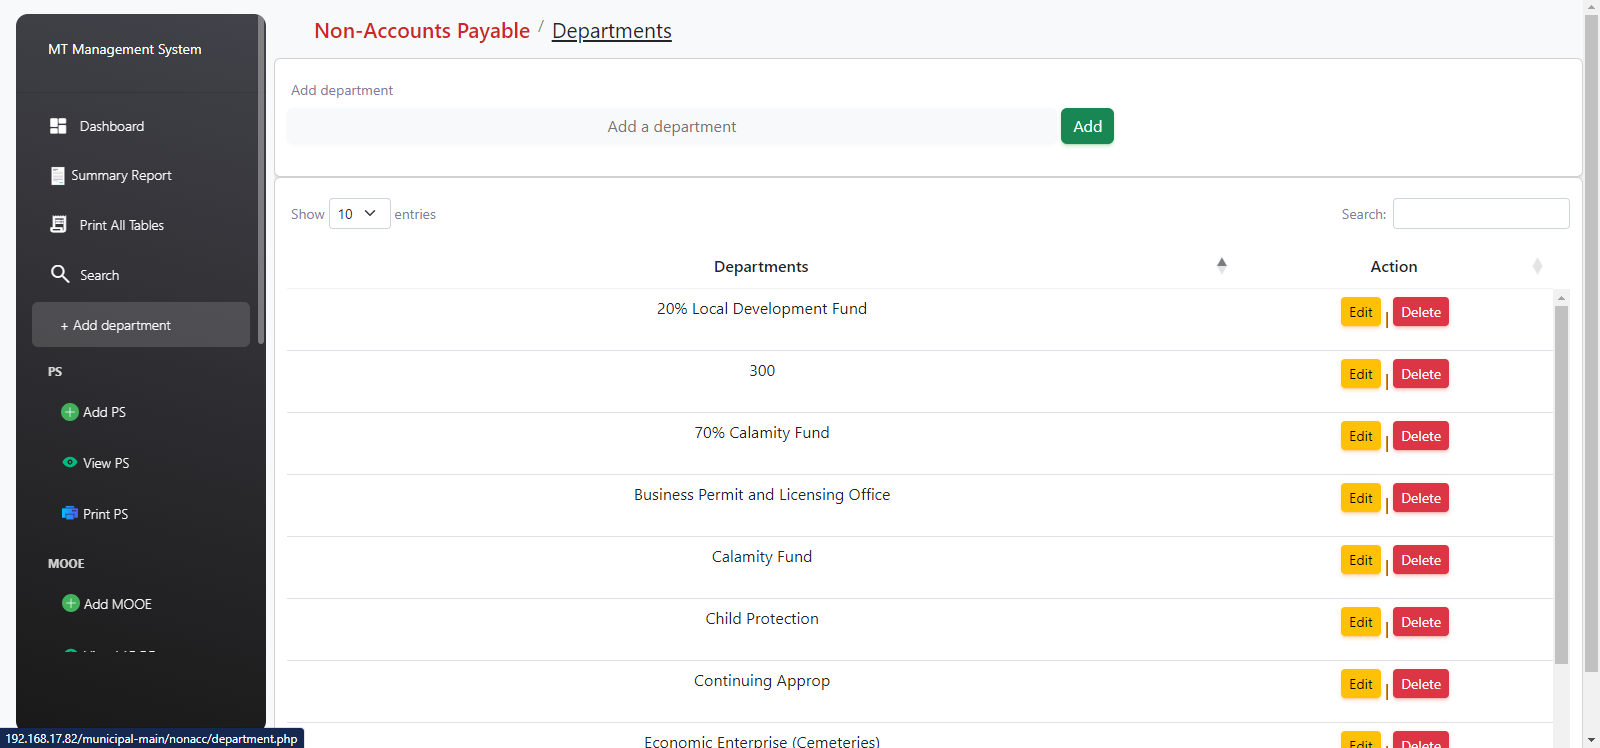 MT Management System
Dashboard
Summary Report
Print All Tables
Search
+ Add department
PS
Add PS
View PS
Print PS
MOOE
Add MOOE
Non-Accounts Payable / Departments
Add department
Add a department
Add
Show 10 entries
Search:
Departments Action
20% Local Development Fund Edit | Delete
300 Edit | Delete
70% Calamity Fund Edit | Delete
Business Permit and Licensing Office Edit | Delete
Calamity Fund Edit | Delete
Child Protection Edit | Delete
Continuing Approp Edit | Delete
Economic Enterprise (Cemeteries) Edit Delete
192.168.17.82/municipal-main/nonacc/department.php